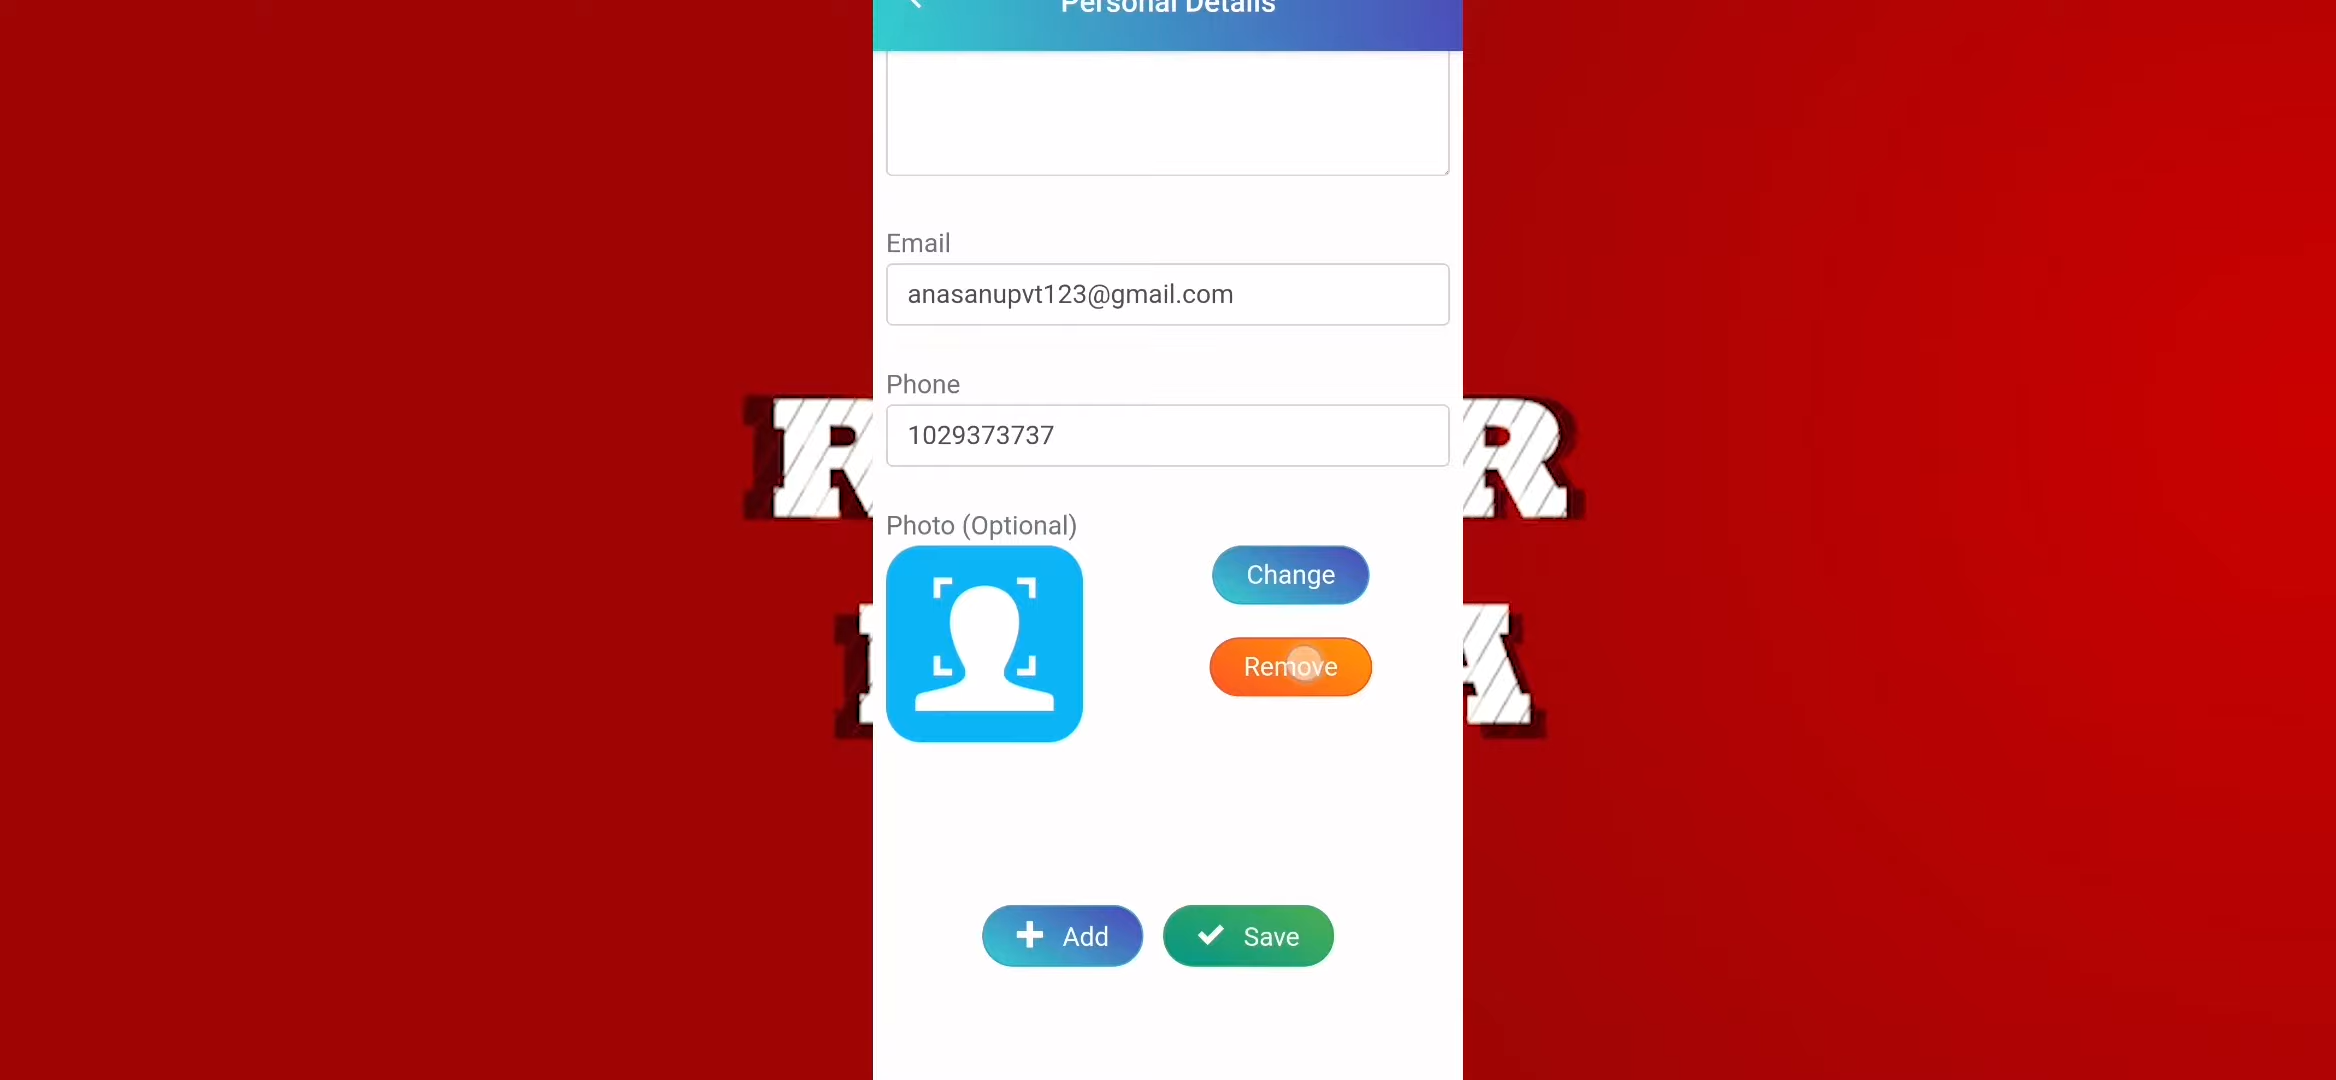 Personal Details
Email
anasanupvt123@gmail.com
Phone
1029373737
Photo (Optional)
Change
Remove
Add
Save